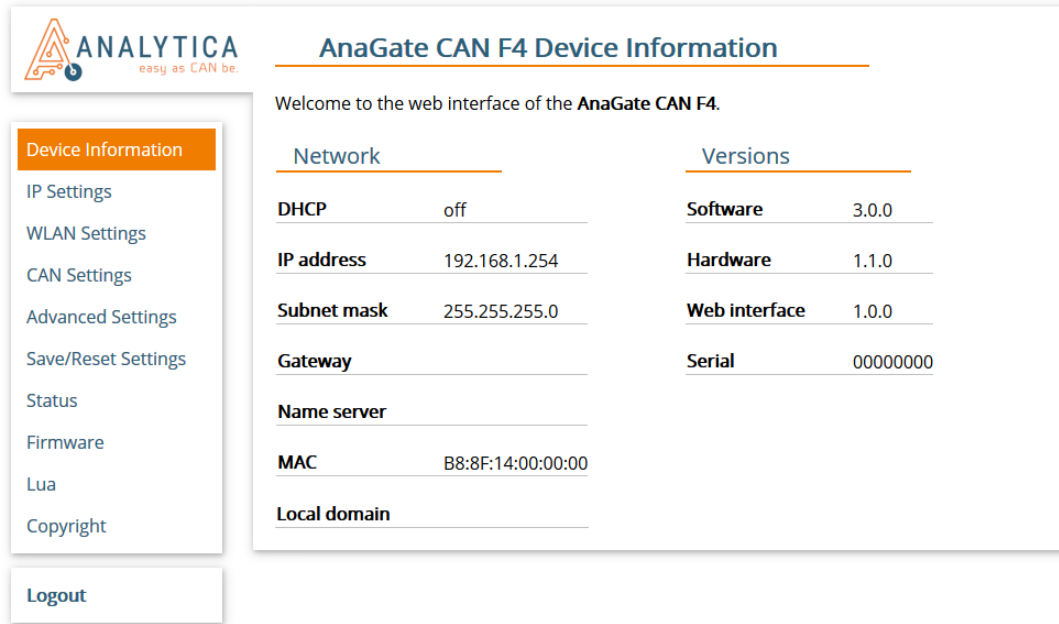 ANALYTICA
easy as CAN be.
AnaGate CAN F4 Device Information
Welcome to the web interface of the AnaGate CAN F4.
Device Information
IP Settings
WLAN Settings
CAN Settings
Advanced Settings
Save/Reset Settings
Status
Firmware
Lua
Copyright
Logout
Network
DHCP off
IP address 192.168.1.254
Subnet mask 255.255.255.0
Gateway
Name server
MAC B8:8F:14:00:00:00
Local domain
Versions
Software 3.0.0
Hardware 1.1.0
Web interface 1.0.0
Serial 00000000